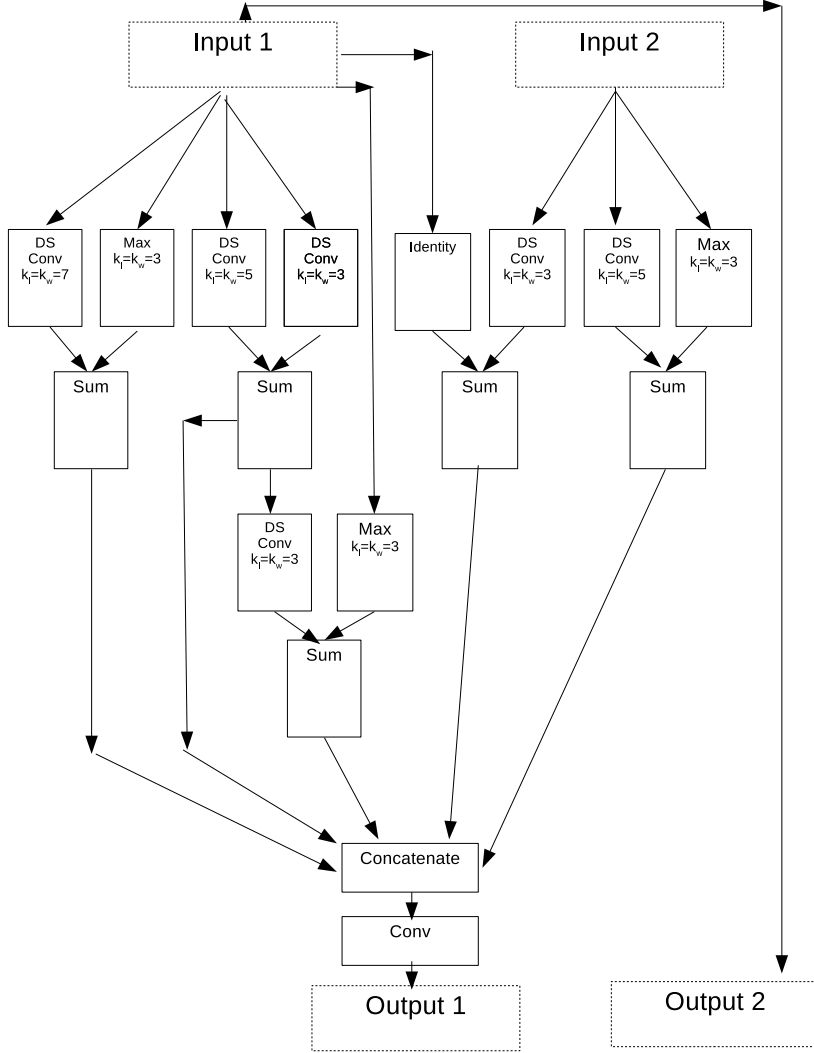 Input 1
Input 2
DS
Conv
kl=kw=7
Max
kl=kw=3
DS
Conv
kl=kw=5
DS
Conv
kl=kw=3
Identity
DS
Conv
kl=kw=3
DS
Conv
kl=kw=5
Max
kl=kw=3
Sum
Sum
Sum
Sum
DS
Conv
kl=kw=3
Max
kl=kw=3
Sum
Concatenate
Conv
Output 1
Output 2